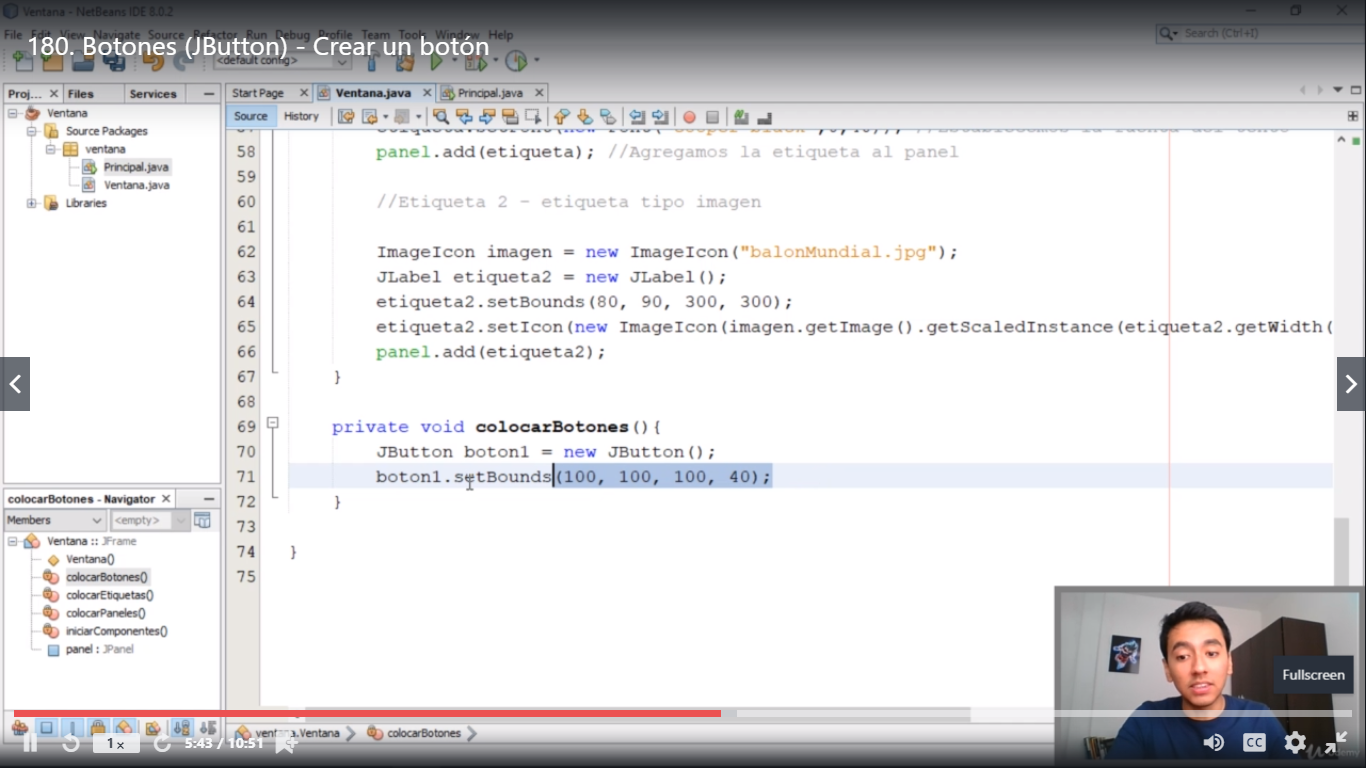 Ventana - NetBeans IDE 8.0.2
File Edit View Navigate Source Refactor Run Debug Profile Team Tools Window Help
Search (Ctrl+I)
180. Botones (JButton) - Crear un botón
<default config>
Proj... Files Services
Start Page Ventana.java Principal.java
Source History
Ventana
Source Packages
ventana
Principal.java
Ventana.java
Libraries
58 panel.add(etiqueta); //Agregamos la etiqueta al panel
59
60 //Etiqueta 2 - etiqueta tipo imagen
61
62 ImageIcon imagen = new ImageIcon("balonMundial.jpg");
63 JLabel etiqueta2 = new JLabel();
64 etiqueta2.setBounds(80, 90, 300, 300);
65 etiqueta2.setIcon(new ImageIcon(imagen.getImage().getScaledInstance(etiqueta2.getWidth(
66 panel.add(etiqueta2);
67 }
68
69 private void colocarBotones(){
70 JButton boton1 = new JButton();
71 boton1.setBounds(100, 100, 100, 40);
72 }
73
74 }
75
colocarBotones - Navigator
Members <empty>
Ventana :: JFrame
Ventana()
colocarBotones()
colocarEtiquetas()
colocarPaneles()
iniciarComponentes()
panel : JPanel
Fullscreen
ventana.Ventana colocarBotones
1x 5:43 / 10:51 CC